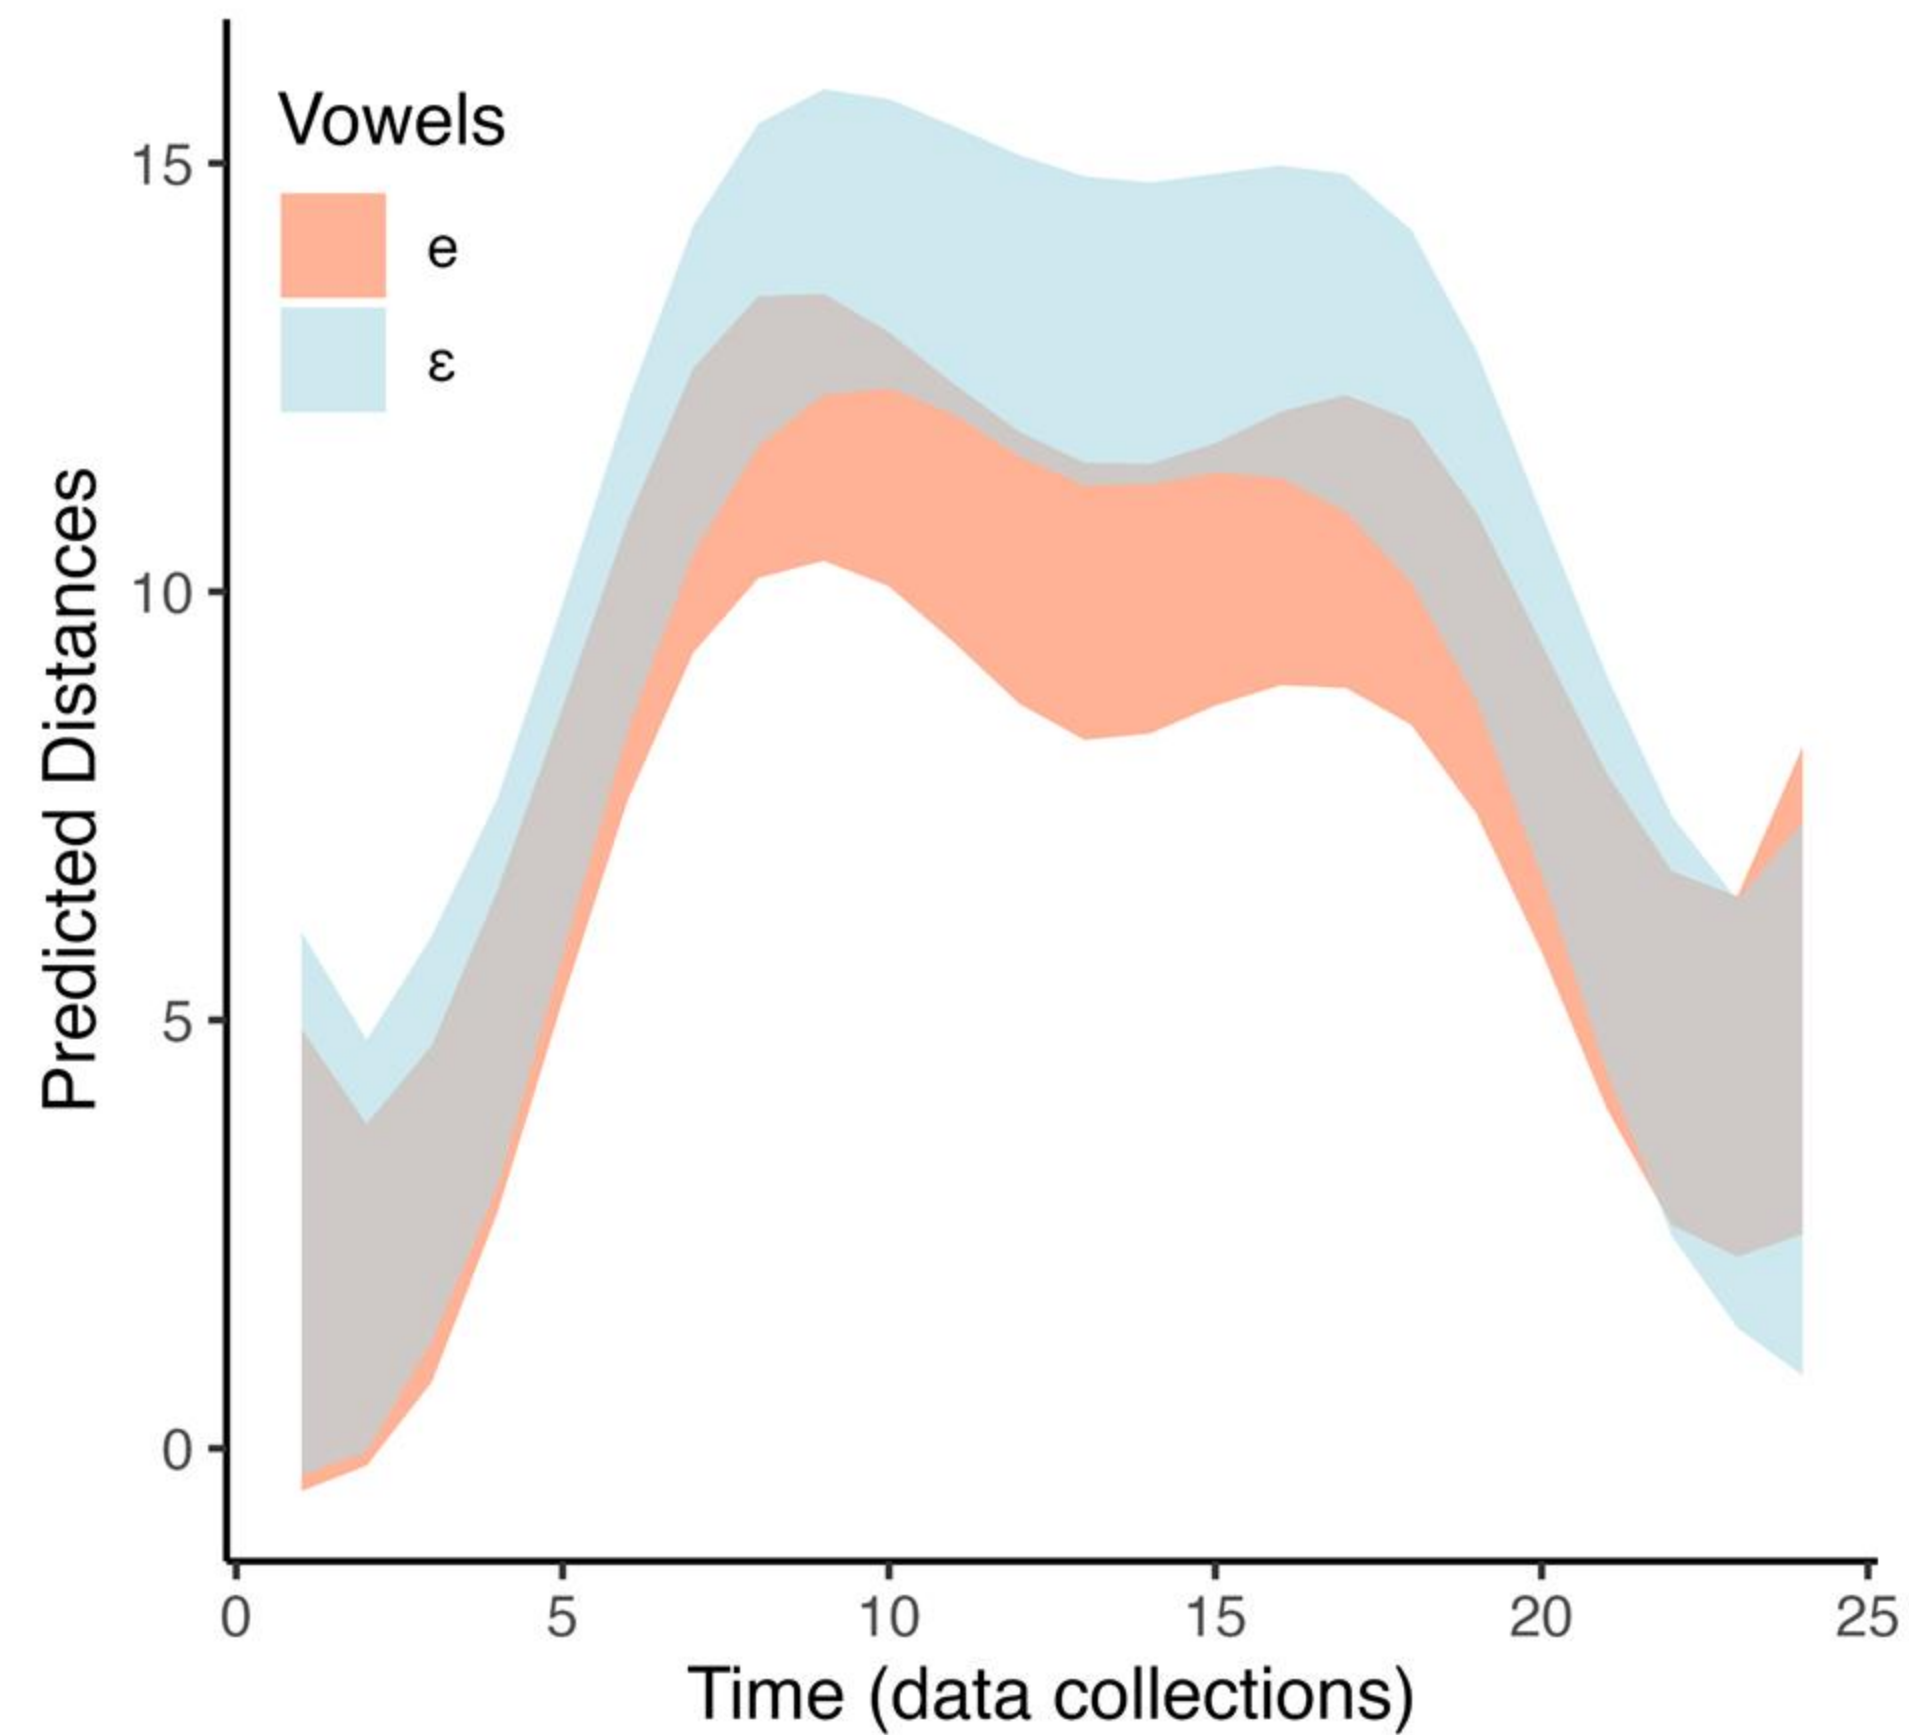 Vowels
e
ε
Predicted Distances
15
10
5
0
0 5 10 15 20 25
Time (data collections)